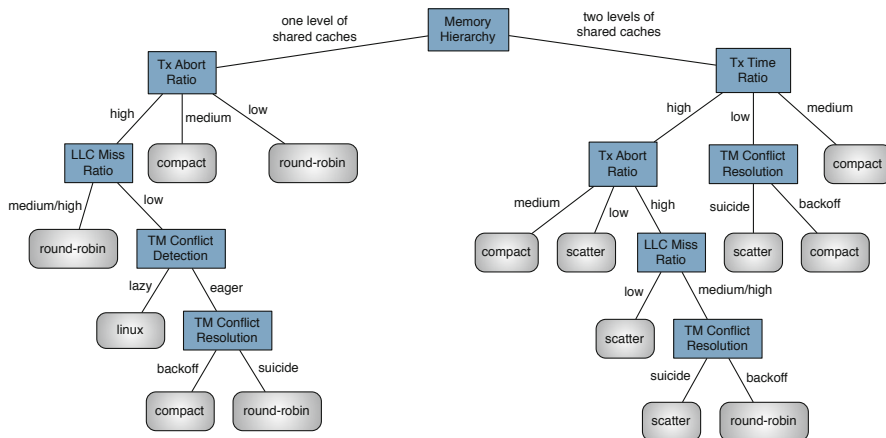 one level of
shared caches
Memory
Hierarchy
two levels of
shared caches
Tx Abort
Ratio
Tx Time
Ratio
high
medium
low
high
low
medium
LLC Miss
Ratio
compact
round-robin
Tx Abort
Ratio
TM Conflict
Resolution
compact
medium/high
low
medium
low
high
suicide
backoff
round-robin
TM Conflict
Detection
compact
scatter
LLC Miss
Ratio
scatter
compact
lazy
eager
low
medium/high
linux
TM Conflict
Resolution
scatter
TM Conflict
Resolution
backoff
suicide
suicide
backoff
compact
round-robin
scatter
round-robin